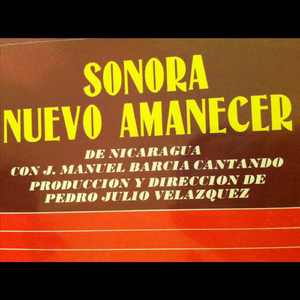 SONORA
NUEVO AMANECER
DE NICARAGUA
CON J. MANUEL BARCIA CANTANDO
PRODUCCION Y DIRECCION DE
PEDRO JULIO VELAZQUEZ